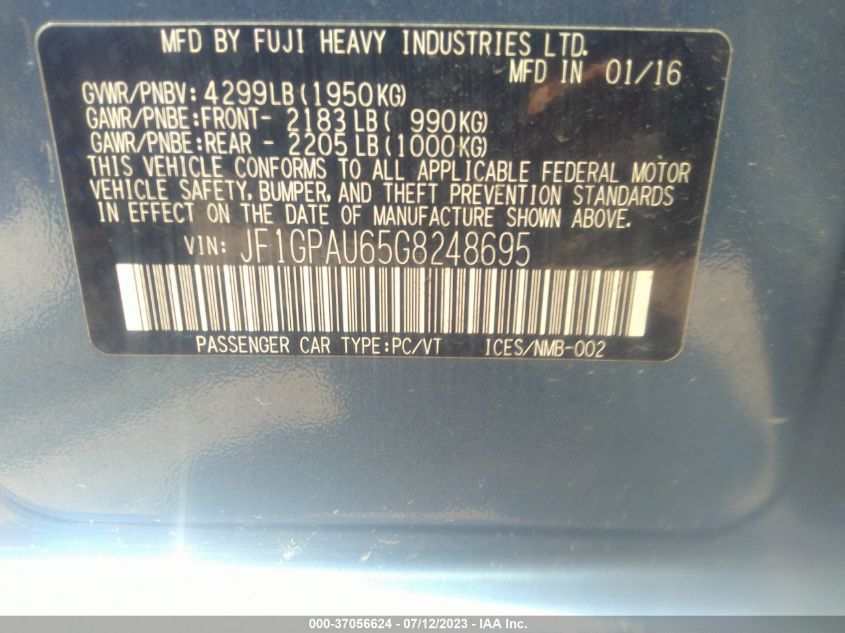 MFD BY FUJI HEAVY INDUSTRIES LTD.
MFD IN 01/16
GVWR/PNBV: 4299LB(1950KG)
GAWR/PNBE:FRONT- 2183LB( 990KG)
GAWR/PNBE:REAR - 2205LB(1000KG)
THIS VEHICLE CONFORMS TO ALL APPLICABLE FEDERAL MOTOR
VEHICLE SAFETY, BUMPER, AND THEFT PREVENTION STANDARDS
IN EFFECT ON THE DATE OF MANUFACTURE SHOWN ABOVE.
VIN: JF1GPAU65G8248695
PASSENGER CAR TYPE:PC/VT ICES/NMB-002
000-37056624 - 07/12/2023 - IAA Inc.